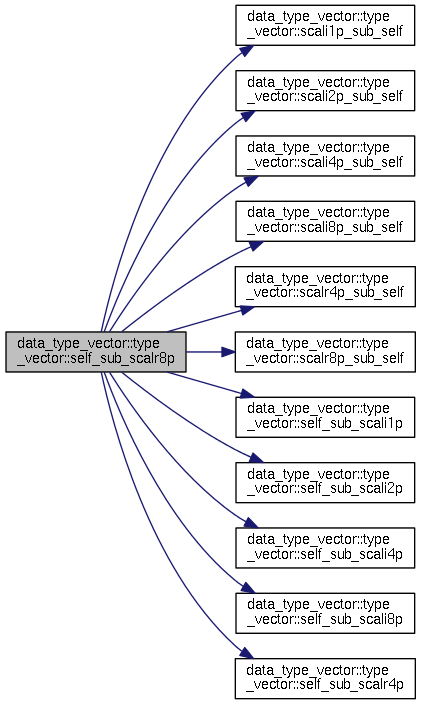 data_type_vector::type
_vector::scali1p_sub_self
data_type_vector::type
_vector::scali2p_sub_self
data_type_vector::type
_vector::scali4p_sub_self
data_type_vector::type
_vector::scali8p_sub_self
data_type_vector::type
_vector::scalr4p_sub_self
data_type_vector::type
_vector::self_sub_scalr8p
data_type_vector::type
_vector::scalr8p_sub_self
data_type_vector::type
_vector::self_sub_scali1p
data_type_vector::type
_vector::self_sub_scali2p
data_type_vector::type
_vector::self_sub_scali4p
data_type_vector::type
_vector::self_sub_scali8p
data_type_vector::type
_vector::self_sub_scalr4p